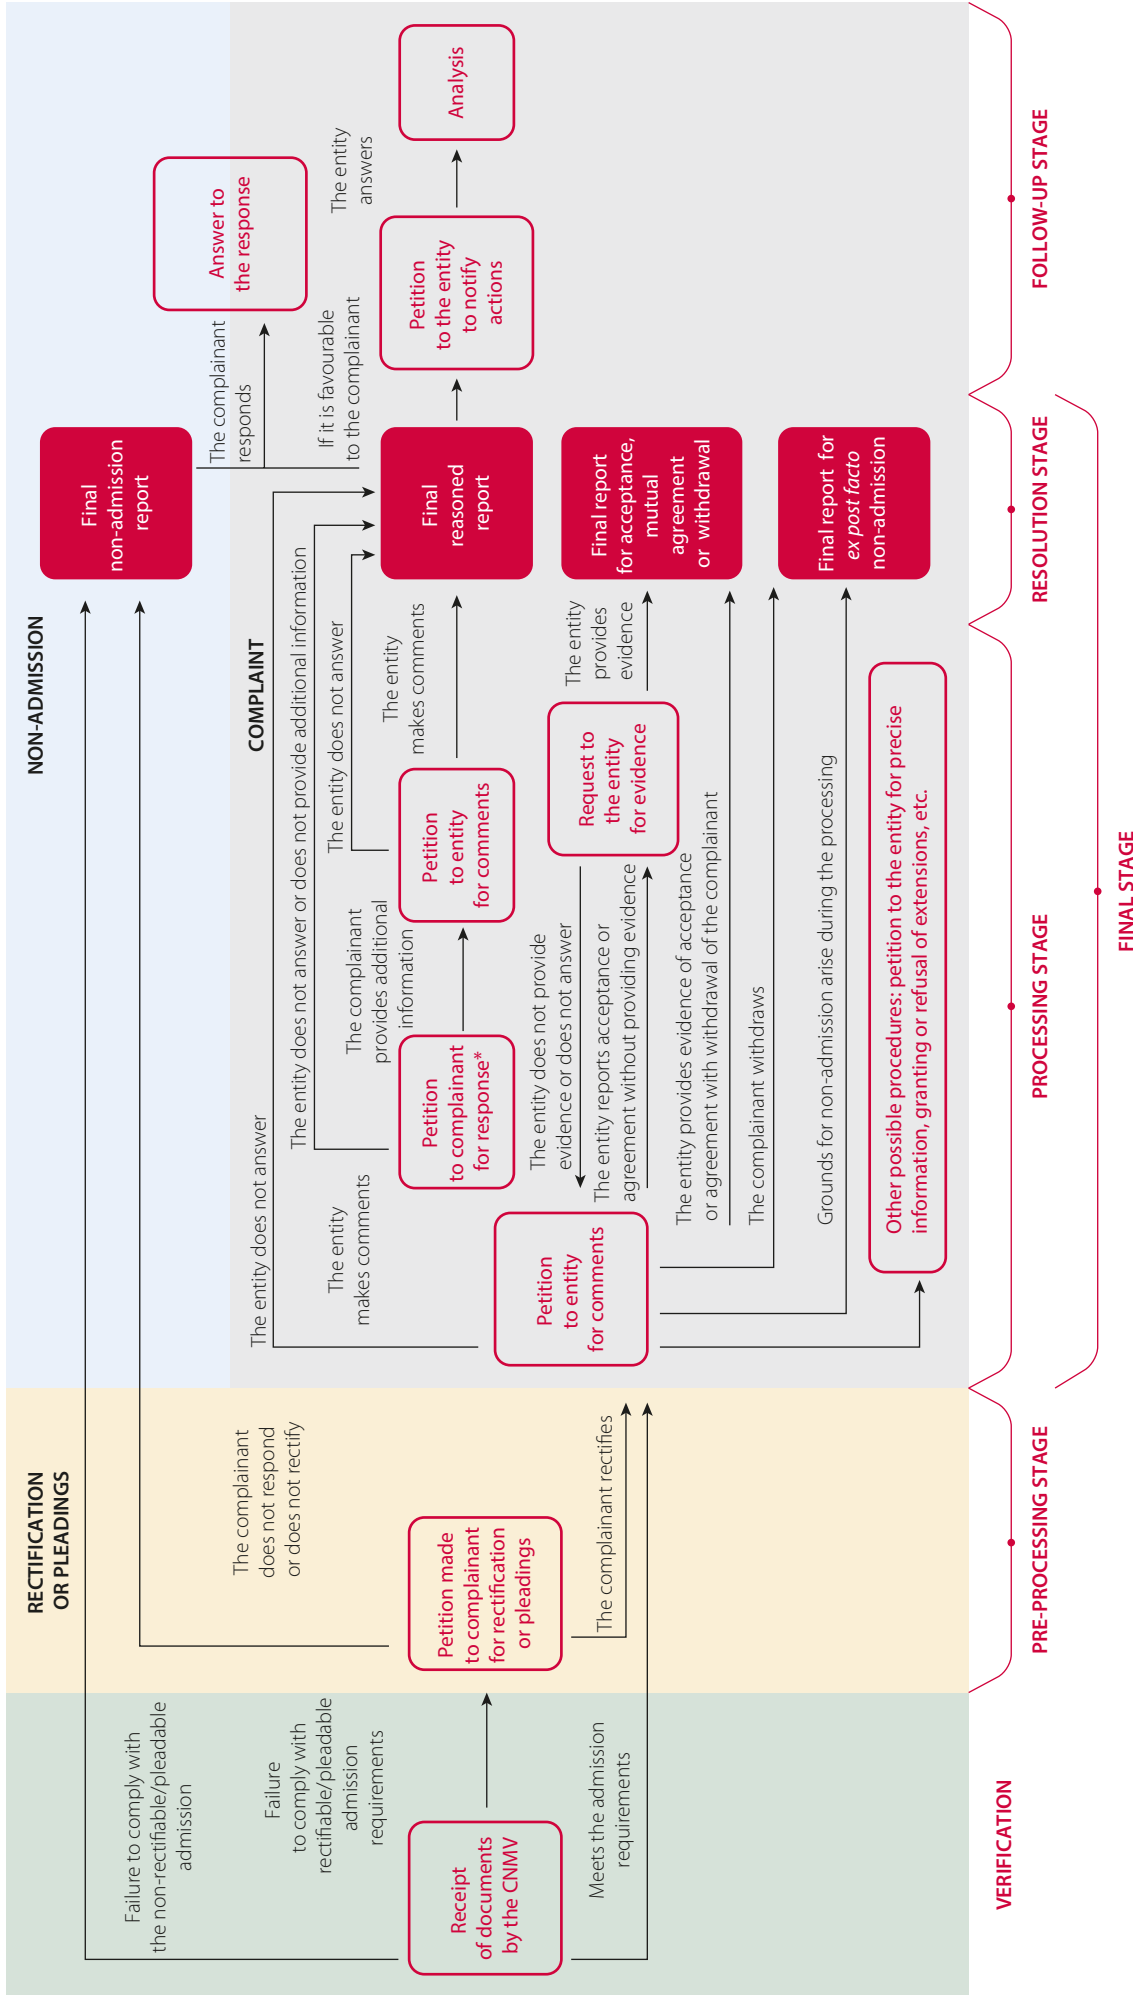 RECTIFICATION
OR PLEADINGS
NON-ADMISSION
Failure to comply with
the non-rectifiable/pleadable
admission
Failure
to comply with
rectifiable/pleadable
admission
requirements
Receipt
of documents
by the CNMV
Meets the admission
requirements
The complainant
does not respond
or does not rectify
Petition made
to complainant
for rectification
or pleadings
The complainant rectifies
Final
non-admission
report
The complainant
responds
Answer to
the response
COMPLAINT
The entity does not answer
The entity does not answer or does not provide additional information
The entity does not answer
The entity
makes comments
Petition
to complainant
for response*
The complainant
provides additional
information
Petition
to entity
for comments
The entity
makes comments
Final
reasoned
report
If it is favourable
to the complainant
Petition
to the entity
to notify
actions
The entity
answers
Analysis
Petition
to entity
for comments
The entity does not provide
evidence or does not answer
The entity reports acceptance or
agreement without providing evidence
Request to
the entity
for evidence
The entity
provides
evidence
Final report
for acceptance,
mutual
agreement
or withdrawal
The entity provides evidence of acceptance
or agreement with withdrawal of the complainant
The complainant withdraws
Grounds for non-admission arise during the processing
Final report for
ex post facto
non-admission
Other possible procedures: petition to the entity for precise
information, granting or refusal of extensions, etc.
VERIFICATION
PRE-PROCESSING STAGE
PROCESSING STAGE
RESOLUTION STAGE
FOLLOW-UP STAGE
FINAL STAGE